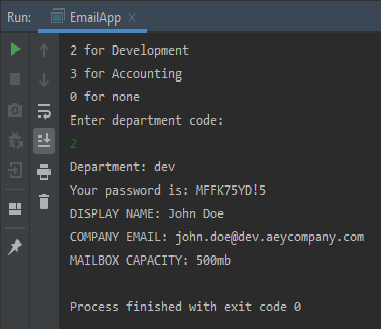 Run: EmailApp
2 for Development
3 for Accounting
0 for none
Enter department code:
2
Department: dev
Your password is: MFFK75YD!5
DISPLAY NAME: John Doe
COMPANY EMAIL: john.doe@dev.aeycompany.com
MAILBOX CAPACITY: 500mb
Process finished with exit code 0